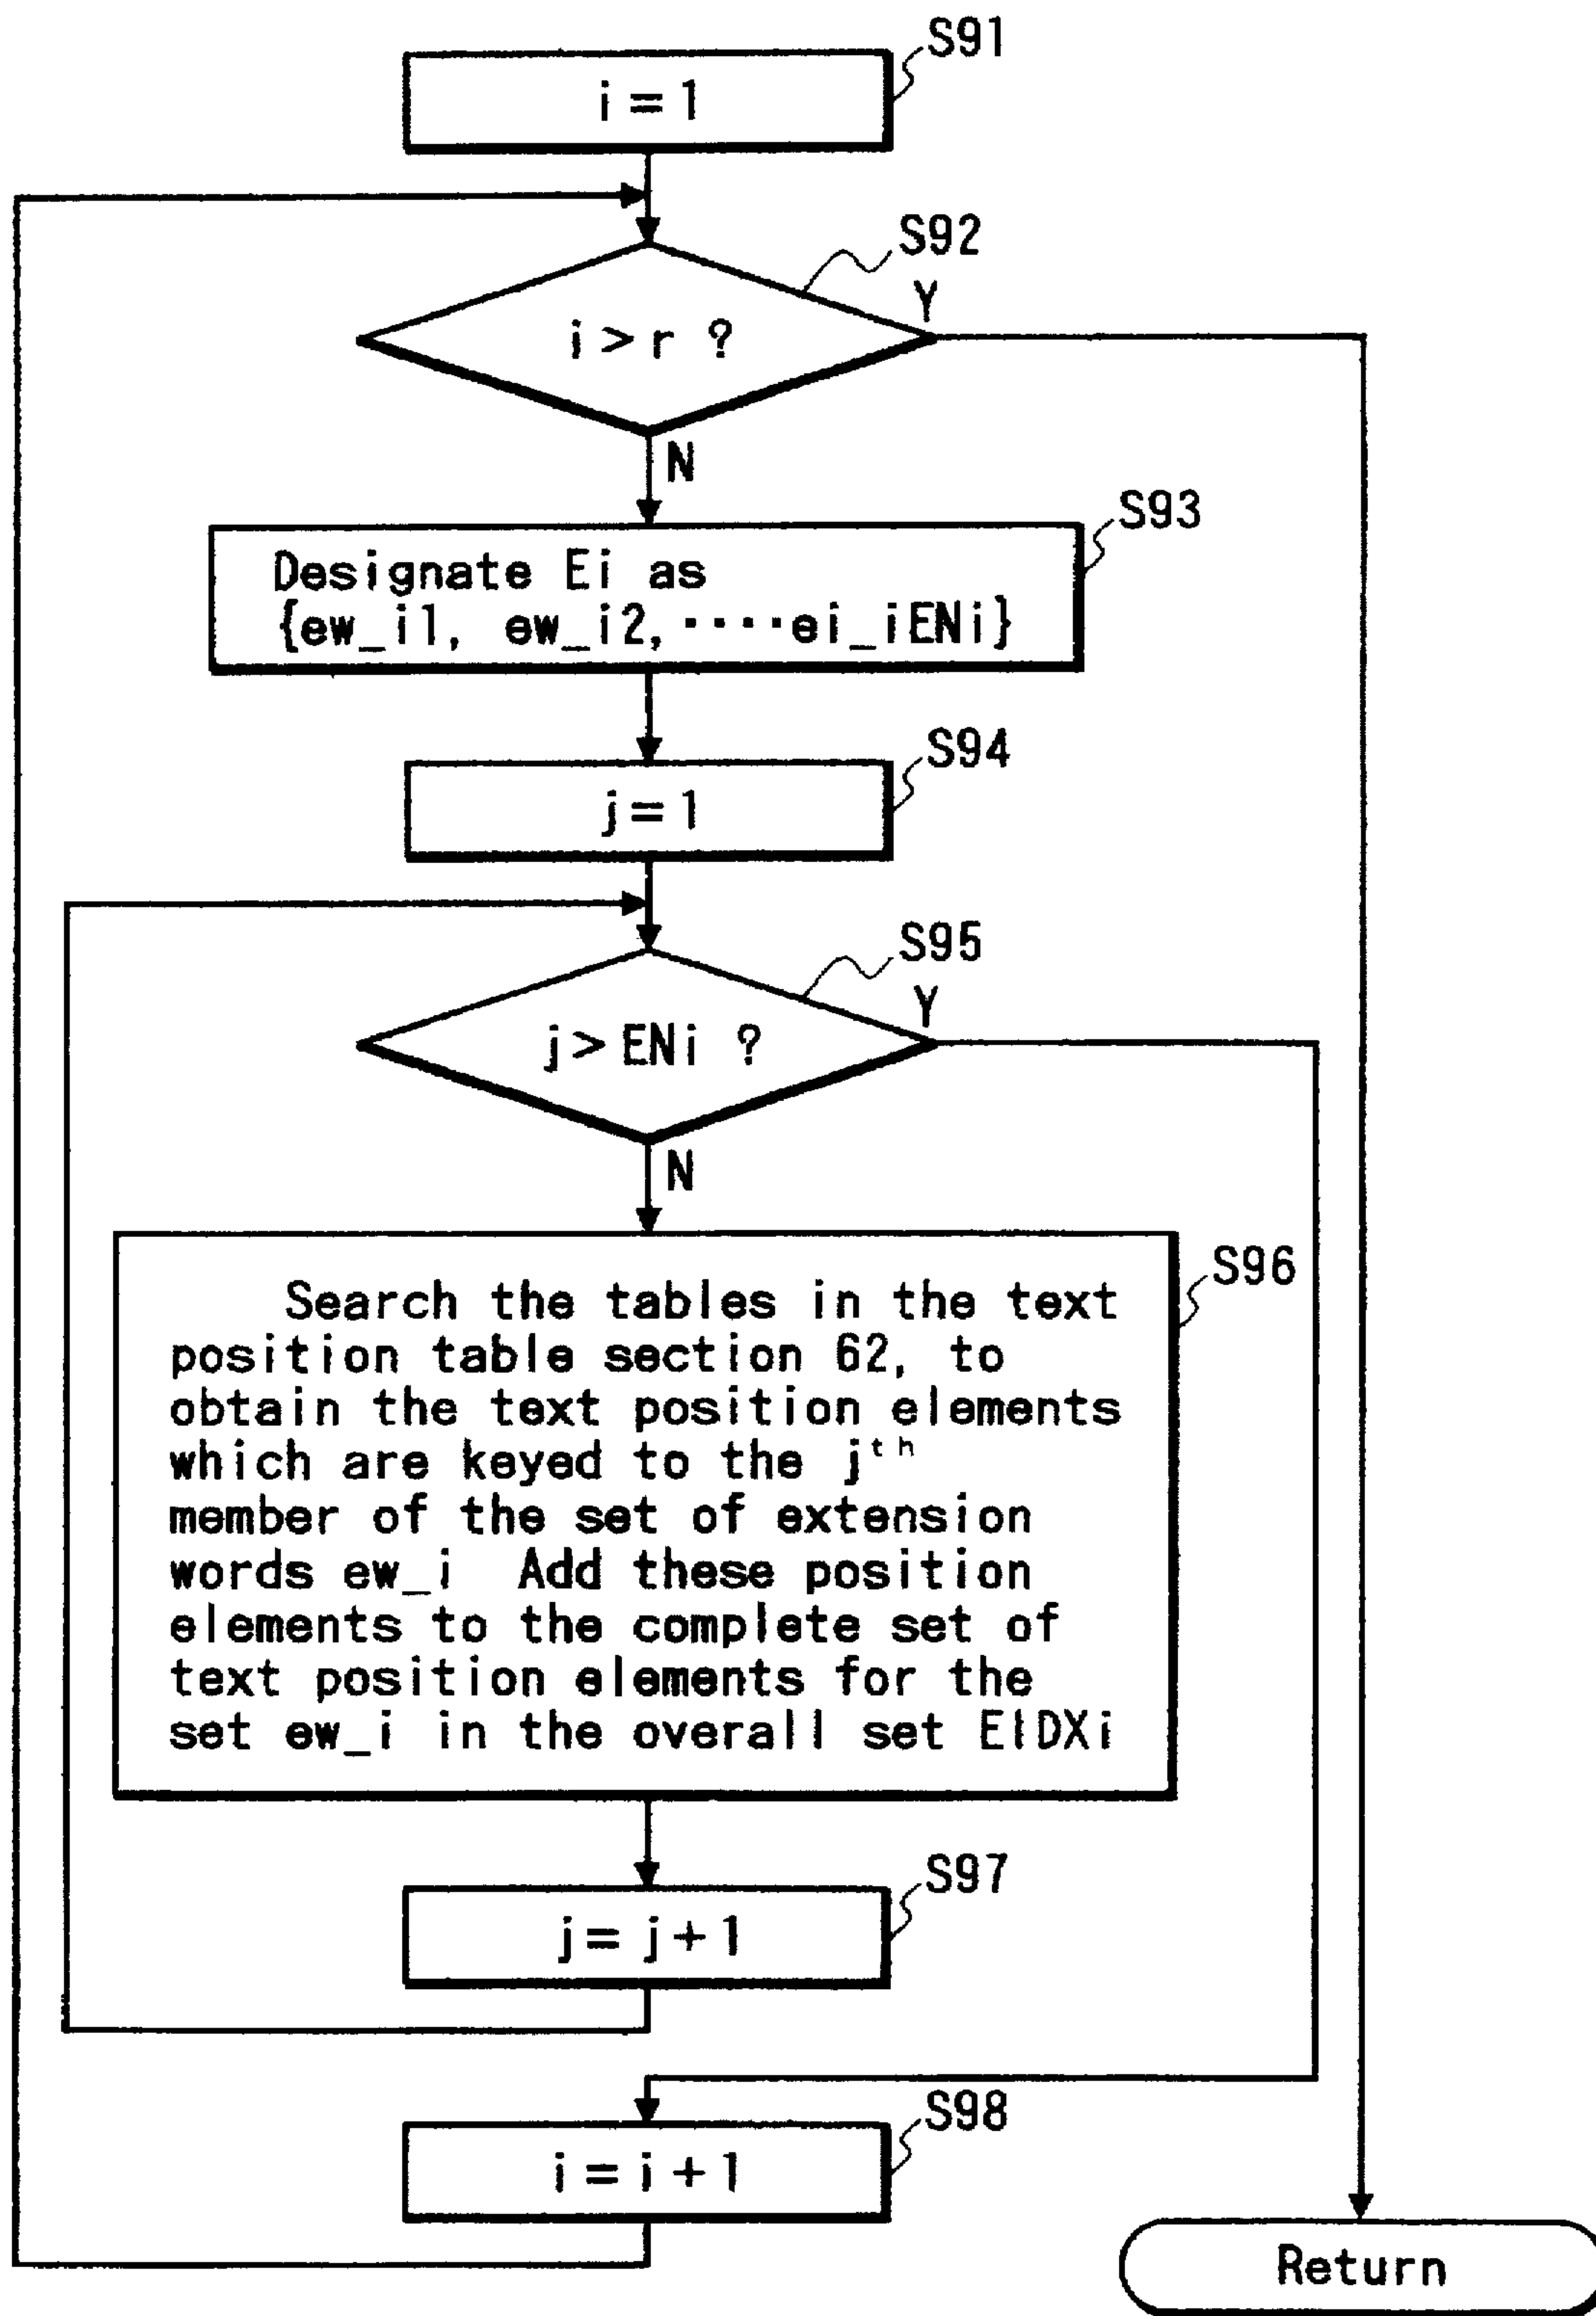 S91
i=1
S92
i>r ?
Y
N
S93
Designate Ei as
{ew_i1, ew_i2,····ei_iENi}
S94
j=1
S95
j>ENi ?
Y
N
S96
Search the tables in the text
position table section 62, to
obtain the text position elements
which are keyed to the jth
member of the set of extension
words ew_i  Add these position
elements to the complete set of
text position elements for the
set ew_i in the overall set EIDXi
S97
j=j+1
S98
i=i+1
Return